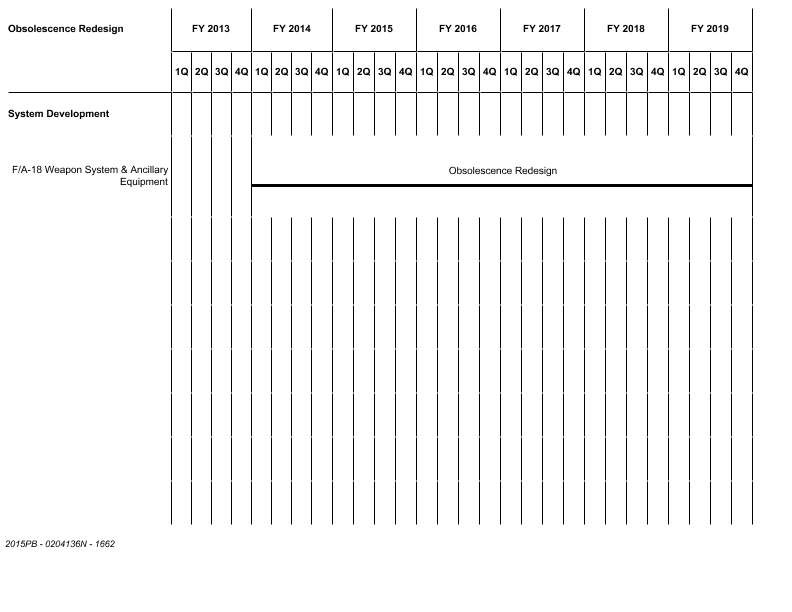 Obsolescence Redesign FY 2013 FY 2014 FY 2015 FY 2016 FY 2017 FY 2018 FY 2019
1Q 2Q 3Q 4Q 1Q 2Q 3Q 4Q 1Q 2Q 3Q 4Q 1Q 2Q 3Q 4Q 1Q 2Q 3Q 4Q 1Q 2Q 3Q 4Q 1Q 2Q 3Q 4Q
System Development
F/A-18 Weapon System & Ancillary
Equipment
Obsolescence Redesign
2015PB - 0204136N - 1662